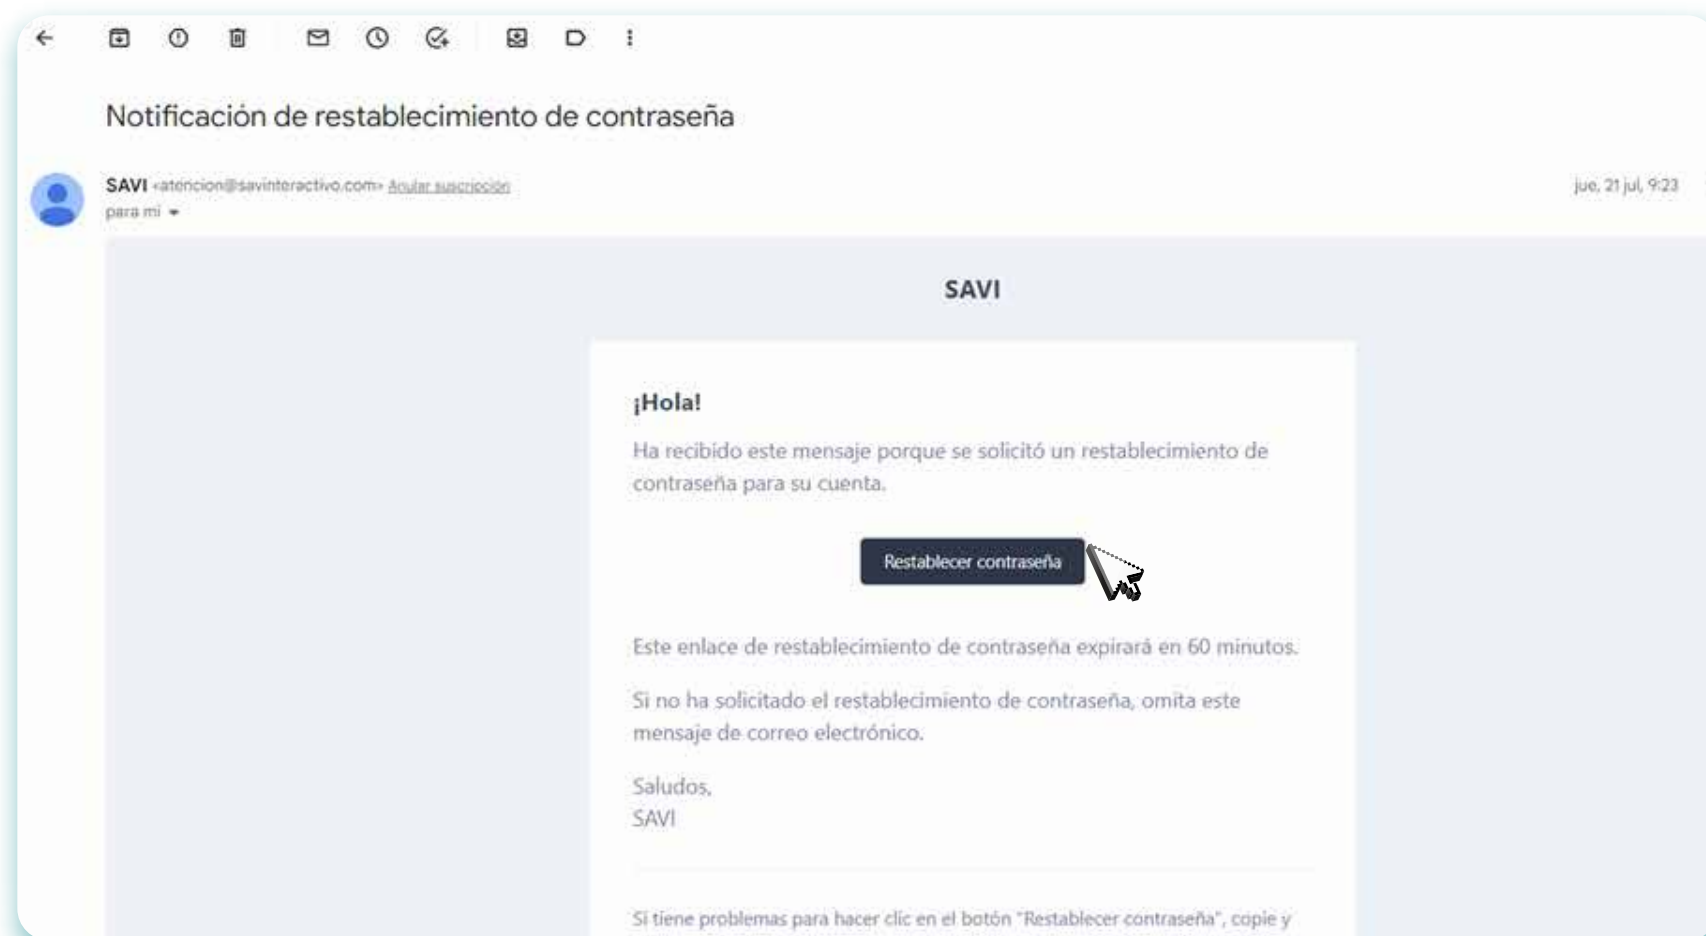 Notificación de restablecimiento de contraseña
SAVI <atencion@savinteractivo.com> Anular suscripción
jue, 21 jul, 9:23
para mí
SAVI
¡Hola!
Ha recibido este mensaje porque se solicitó un restablecimiento de
contraseña para su cuenta.
Restablecer contraseña
Este enlace de restablecimiento de contraseña expirará en 60 minutos.
Si no ha solicitado el restablecimiento de contraseña, omita este
mensaje de correo electrónico.
Saludos,
SAVI
Si tiene problemas para hacer clic en el botón "Restablecer contraseña", copie y